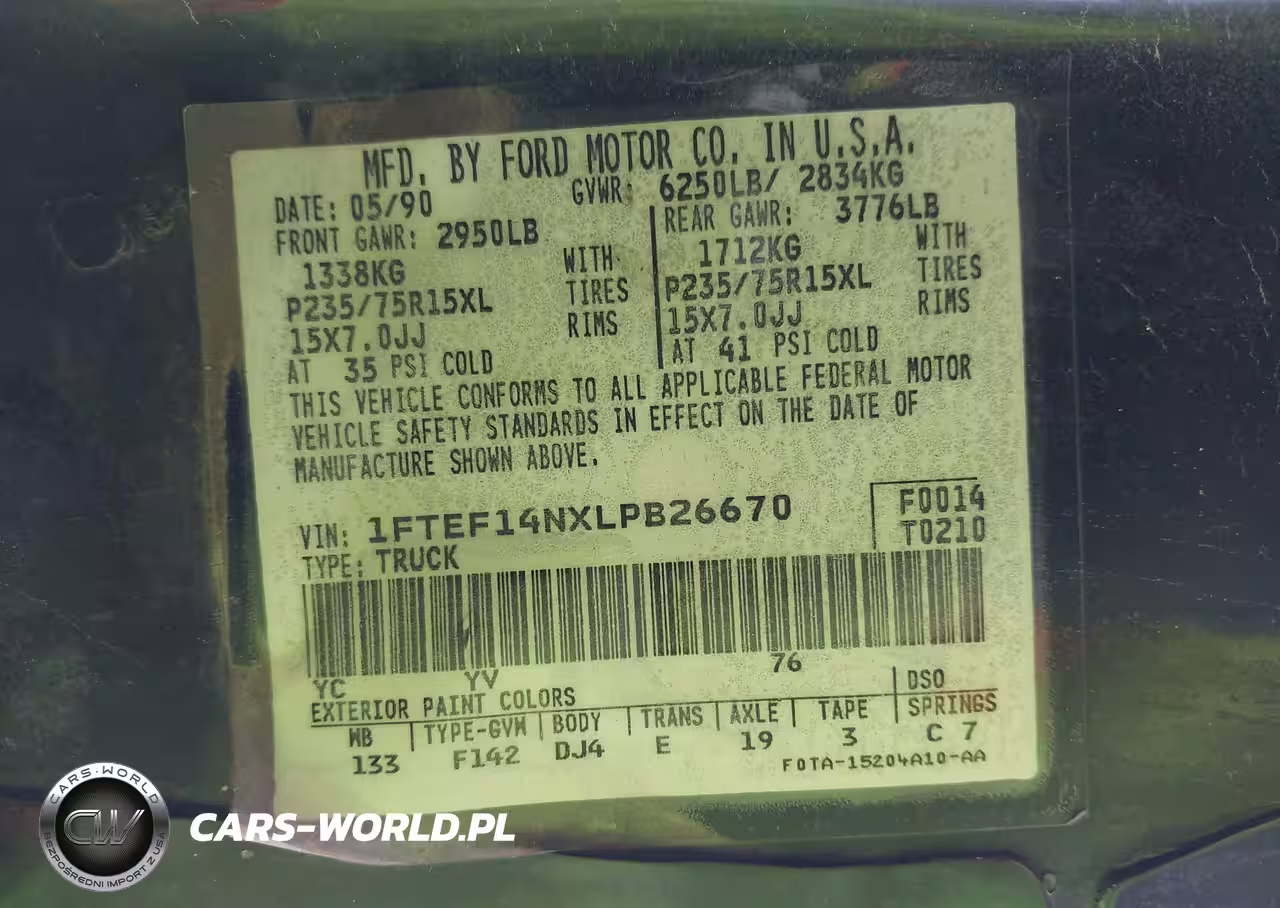 MFD. BY FORD MOTOR CO. IN U.S.A.
DATE: 05/90 GVWR: 6250LB/ 2834KG
FRONT GAWR: 2950LB
1338KG WITH
P235/75R15XL TIRES
15X7.0JJ RIMS
AT 35 PSI COLD
REAR GAWR: 3776LB
1712KG WITH
P235/75R15XL TIRES
15X7.0JJ RIMS
AT 41 PSI COLD
THIS VEHICLE CONFORMS TO ALL APPLICABLE FEDERAL MOTOR
VEHICLE SAFETY STANDARDS IN EFFECT ON THE DATE OF
MANUFACTURE SHOWN ABOVE.
VIN: 1FTEF14NXLPB26670
TYPE: TRUCK
F0014
T0210
YC YV 76
EXTERIOR PAINT COLORS DSO
WB TYPE-GVW BODY TRANS AXLE TAPE SPRINGS
133 F142 DJ4 E 19 3 C 7
F0TA-15204A10-AA
CARS-WORLD
CW
BEZPOŚREDNI IMPORT Z USA
CARS-WORLD.PL